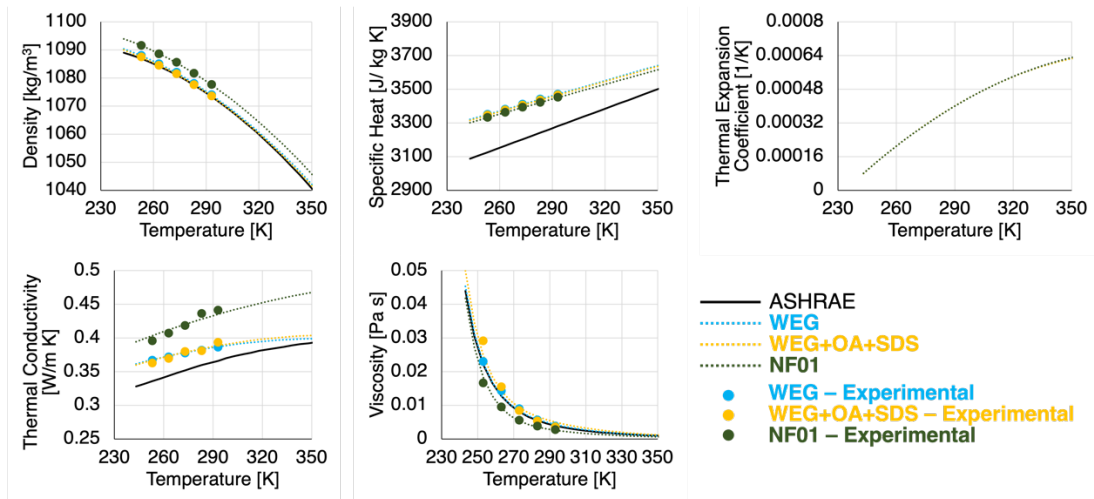 Density [kg/m³]
1100
1090
1080
1070
1060
1050
1040
230 260 290 320 350
Temperature [K]
Specific Heat [J/ kg K]
3900
3700
3500
3300
3100
2900
230 260 290 320 350
Temperature [K]
Thermal Expansion
Coefficient [1/K]
0.0008
0.00064
0.00048
0.00032
0.00016
0
230 260 290 320 350
Temperature [K]
Thermal Conductivity
[W/m K]
0.5
0.45
0.4
0.35
0.3
0.25
230 260 290 320 350
Temperature [K]
Viscosity [Pa s]
0.05
0.04
0.03
0.02
0.01
0
230 250 270 290 310 330 350
Temperature [K]
ASHRAE
WEG
WEG+OA+SDS
NF01
WEG – Experimental
WEG+OA+SDS – Experimental
NF01 – Experimental